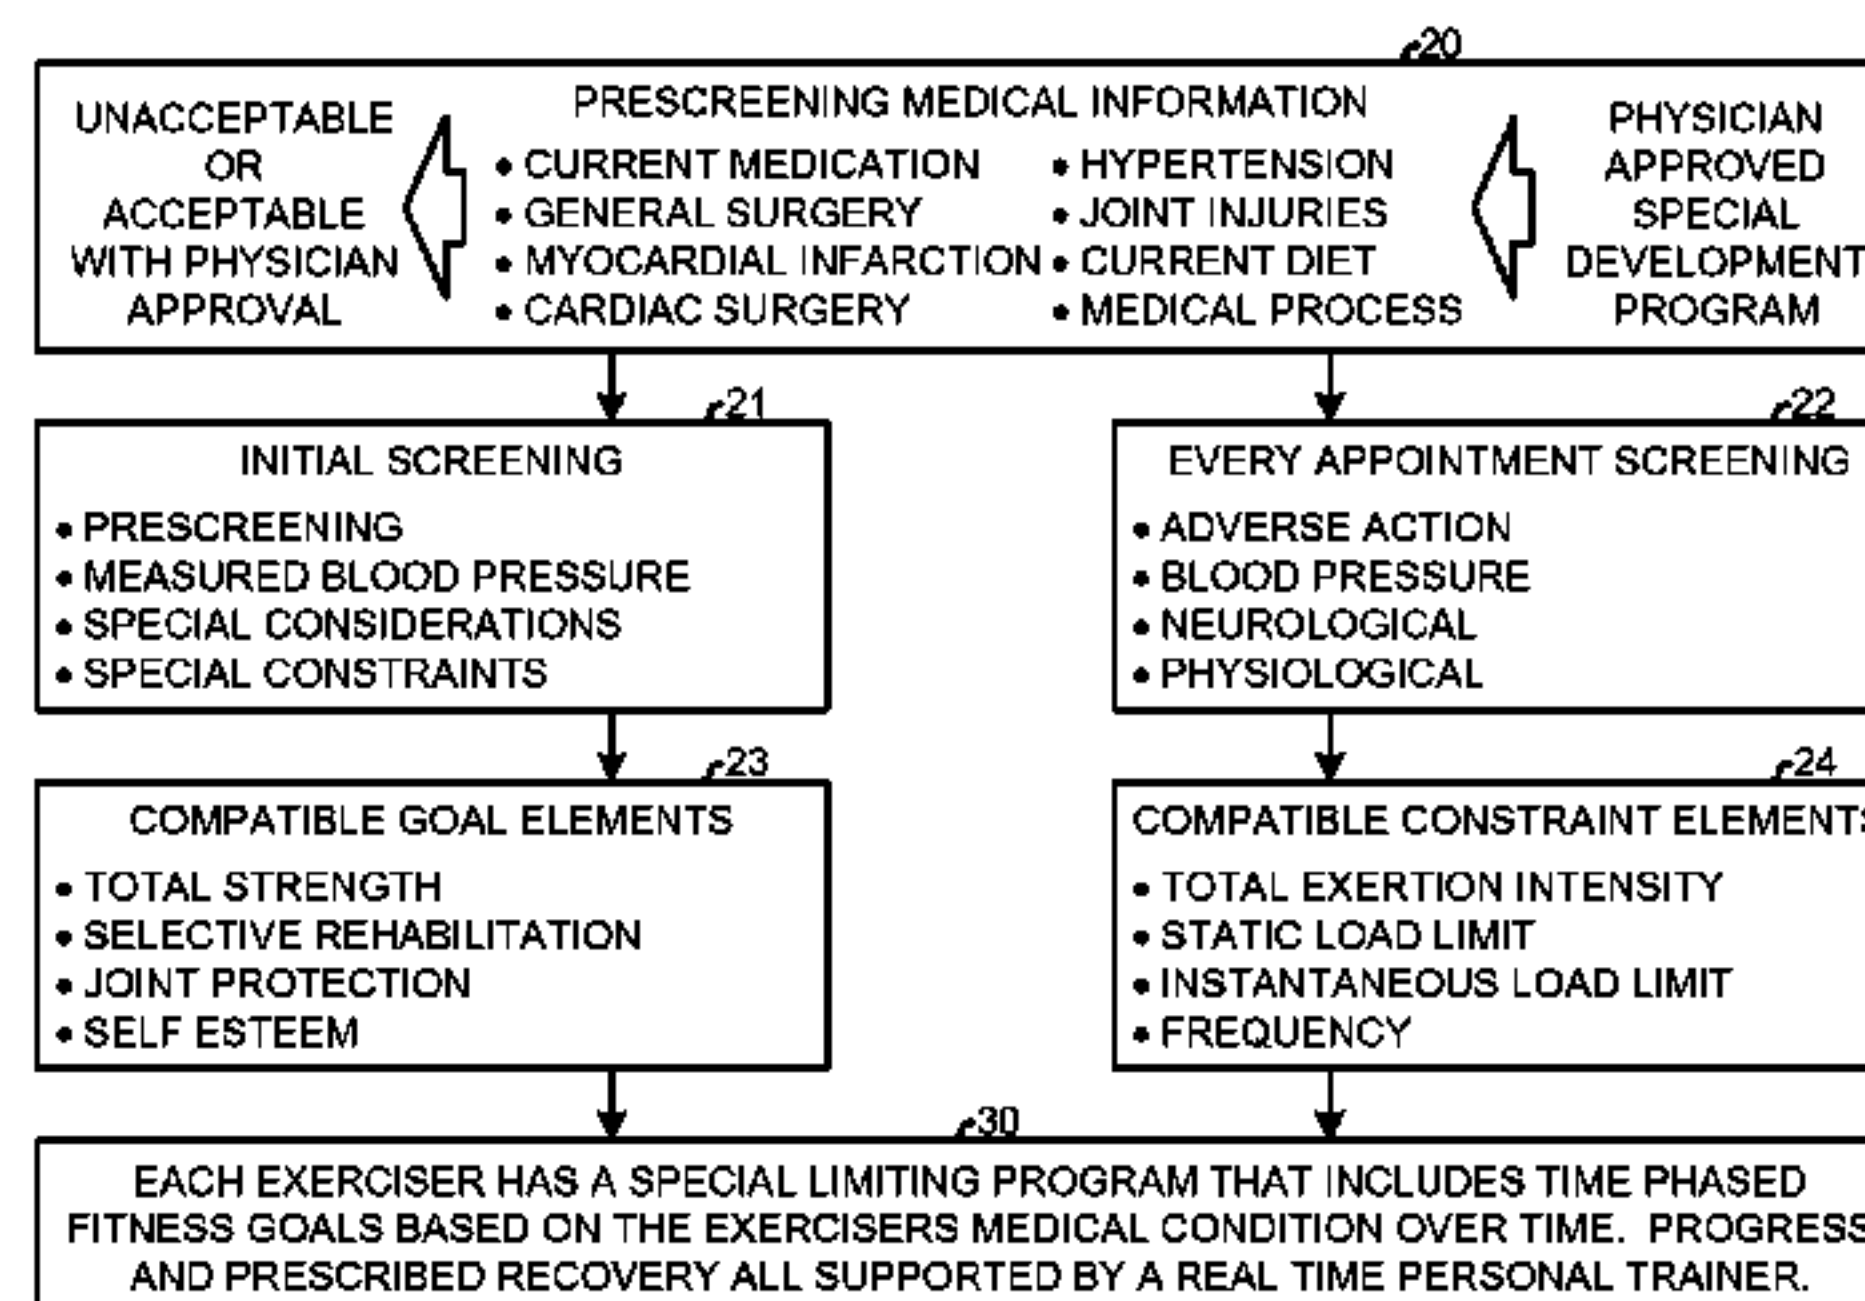 20
UNACCEPTABLE
OR
ACCEPTABLE
WITH PHYSICIAN
APPROVAL
PRESCREENING MEDICAL INFORMATION
• CURRENT MEDICATION
• GENERAL SURGERY
• MYOCARDIAL INFARCTION
• CARDIAC SURGERY
• HYPERTENSION
• JOINT INJURIES
• CURRENT DIET
• MEDICAL PROCESS
PHYSICIAN
APPROVED
SPECIAL
DEVELOPMENT
PROGRAM
21
INITIAL SCREENING
• PRESCREENING
• MEASURED BLOOD PRESSURE
• SPECIAL CONSIDERATIONS
• SPECIAL CONSTRAINTS
22
EVERY APPOINTMENT SCREENING
• ADVERSE ACTION
• BLOOD PRESSURE
• NEUROLOGICAL
• PHYSIOLOGICAL
23
COMPATIBLE GOAL ELEMENTS
• TOTAL STRENGTH
• SELECTIVE REHABILITATION
• JOINT PROTECTION
• SELF ESTEEM
24
COMPATIBLE CONSTRAINT ELEMENTS
• TOTAL EXERTION INTENSITY
• STATIC LOAD LIMIT
• INSTANTANEOUS LOAD LIMIT
• FREQUENCY
30
EACH EXERCISER HAS A SPECIAL LIMITING PROGRAM THAT INCLUDES TIME PHASED
FITNESS GOALS BASED ON THE EXERCISERS MEDICAL CONDITION OVER TIME. PROGRESS
AND PRESCRIBED RECOVERY ALL SUPPORTED BY A REAL TIME PERSONAL TRAINER.